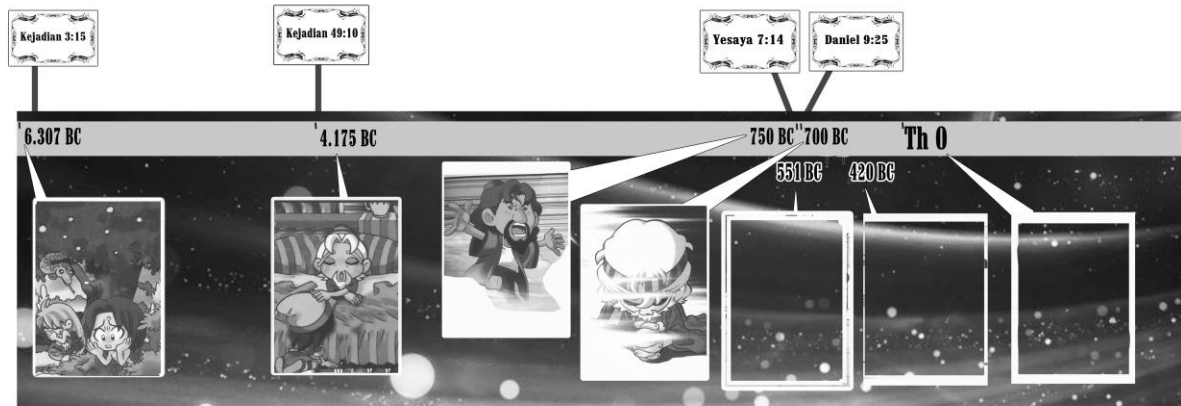 Kejadian 3:15
Kejadian 49:10
Yesaya 7:14
Daniel 9:25
6.307 BC
4.175 BC
750 BC
700 BC
Th 0
551 BC
420 BC